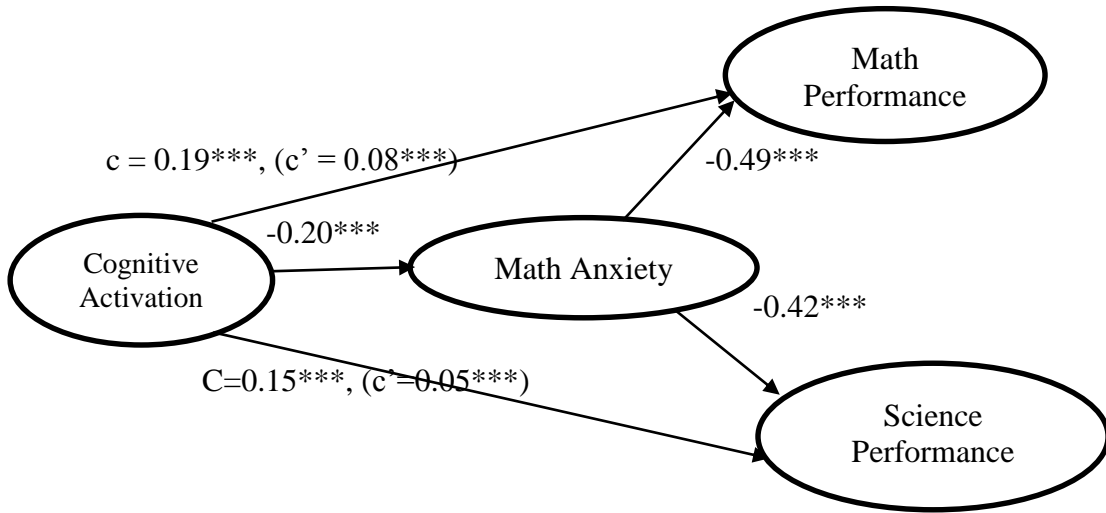 Math
Performance
c = 0.19***, (c’ = 0.08***)
-0.49***
-0.20***
Cognitive
Activation
Math Anxiety
-0.42***
C=0.15***, (c’=0.05***)
Science
Performance